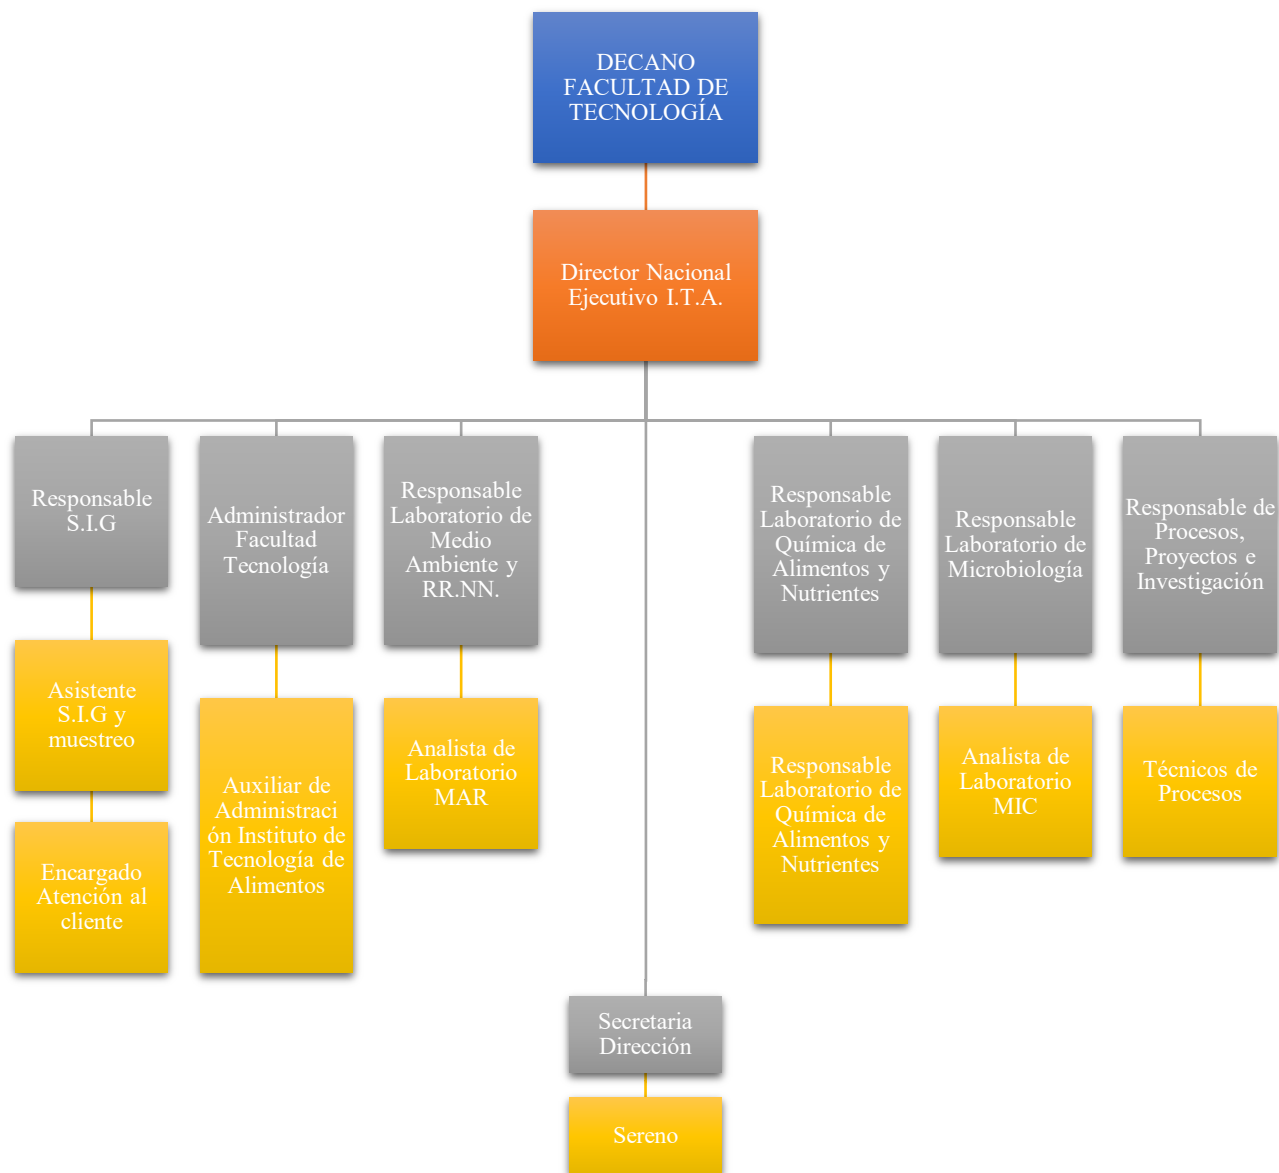 DECANO
FACULTAD DE
TECNOLOGÍA
Director Nacional
Ejecutivo I.T.A.
Responsable
S.I.G
Administrador
Facultad
Tecnología
Responsable
Laboratorio de
Medio
Ambiente y
RR.NN.
Responsable
Laboratorio de
Química de
Alimentos y
Nutrientes
Responsable
Laboratorio de
Microbiología
Responsable de
Procesos,
Proyectos e
Investigación
Asistente
S.I.G y
muestreo
Auxiliar de
Administraci
ón Instituto de
Tecnología de
Alimentos
Analista de
Laboratorio
MAR
Responsable
Laboratorio de
Química de
Alimentos y
Nutrientes
Analista de
Laboratorio
MIC
Técnicos de
Procesos
Encargado
Atención al
cliente
Secretaria
Dirección
Sereno